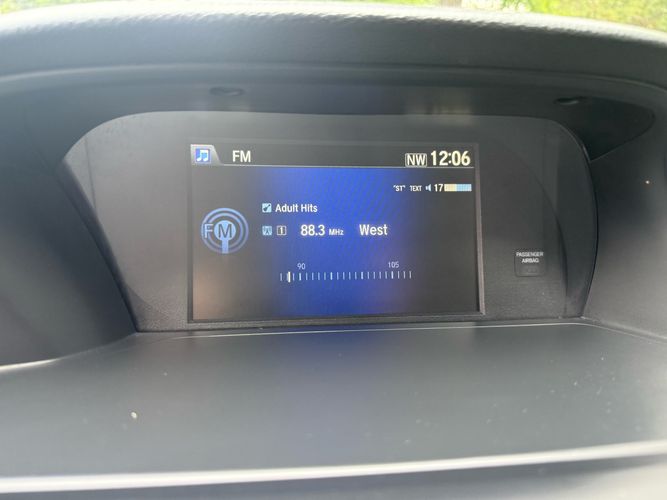 FM NW 12:06
"ST" TEXT 17
Adult Hits
FM 1 88.3 MHz West
90 105
PASSENGER
AIRBAG